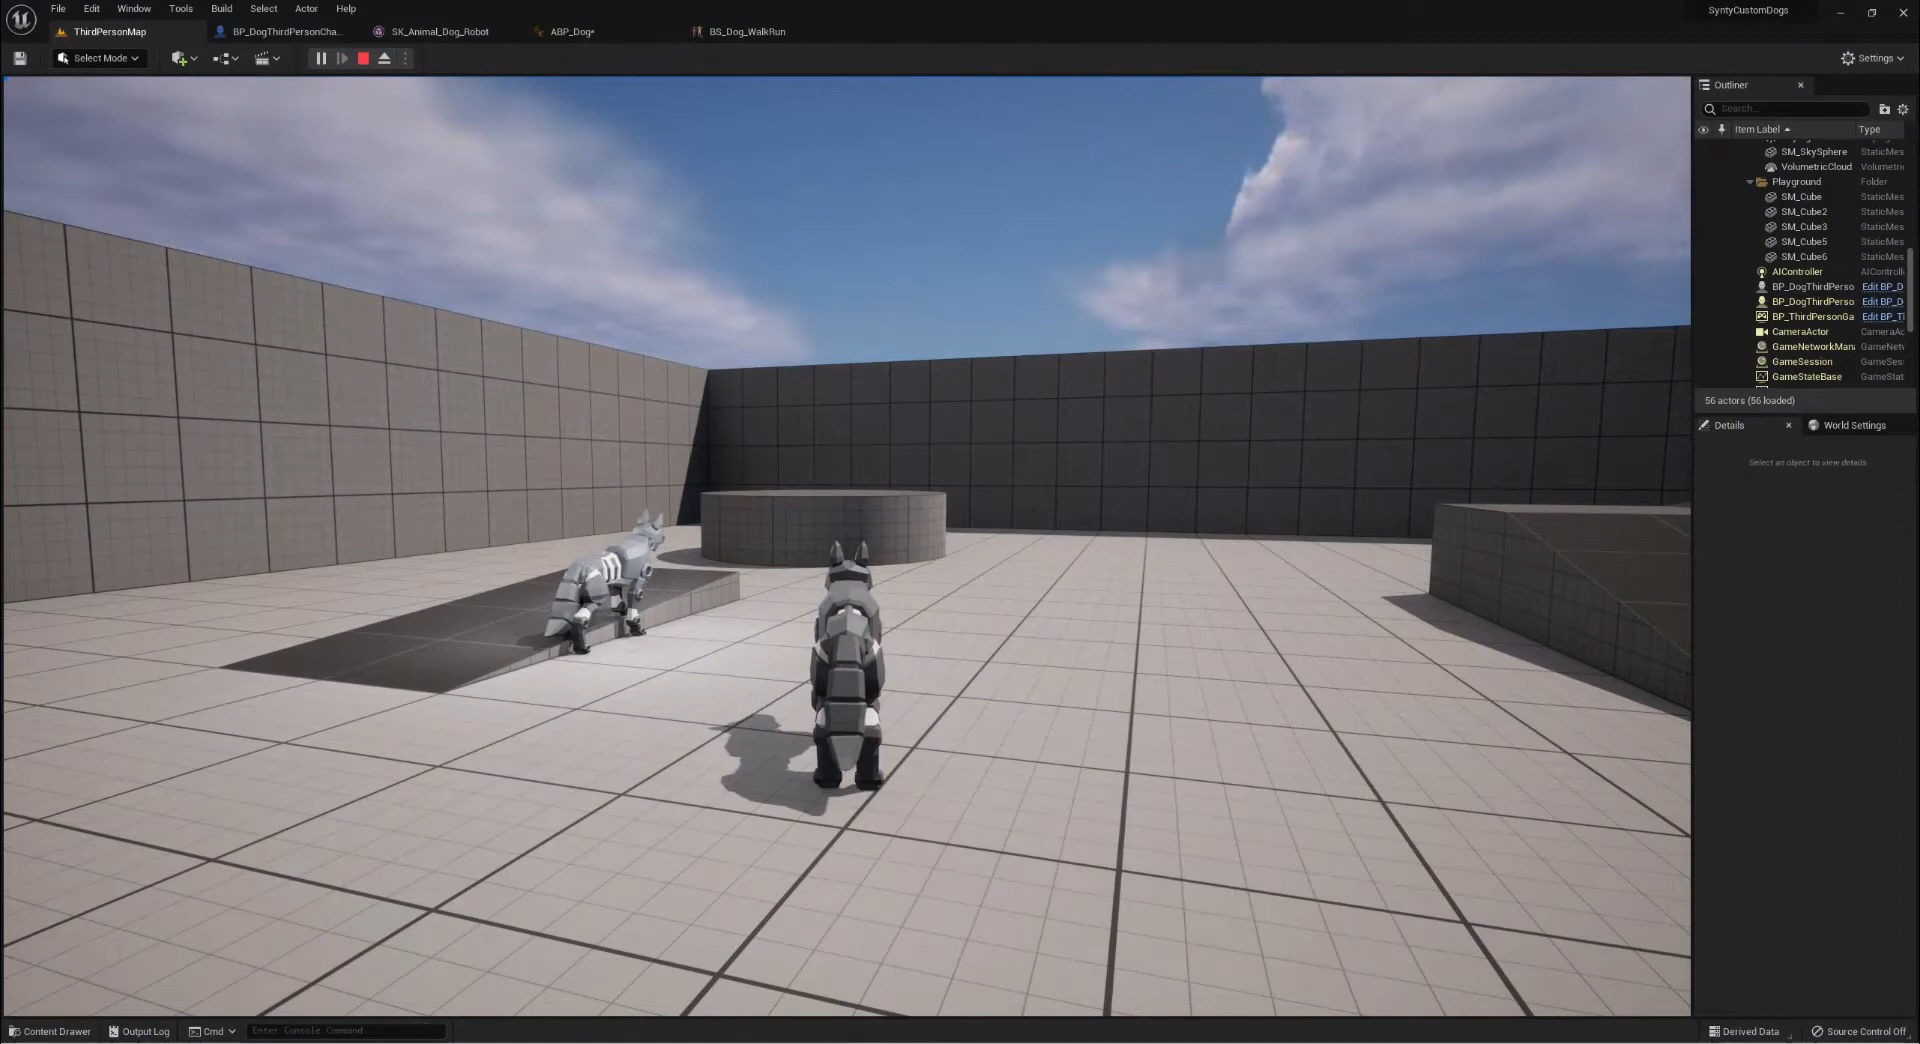 File Edit Window Tools Build Select Actor Help
SyntyCustomDogs
ThirdPersonMap BP_DogThirdPersonCha... SK_Animal_Dog_Robot ABP_Dog* BS_Dog_WalkRun
Select Mode
Settings
Outliner
Search...
Item Label Type
SM_SkySphere StaticMes
VolumetricCloud Volumetri
Playground Folder
SM_Cube StaticMes
SM_Cube2 StaticMes
SM_Cube3 StaticMes
SM_Cube5 StaticMes
SM_Cube6 StaticMes
AIController AIControll
BP_DogThirdPerso Edit BP_D
BP_DogThirdPerso Edit BP_D
BP_ThirdPersonGa Edit BP_T
CameraActor CameraAc
GameNetworkMan GameNetw
GameSession GameSes
GameStateBase GameStat
56 actors (56 loaded)
Details World Settings
Select an object to view details.
Content Drawer Output Log Cmd Enter Console Command
Derived Data Source Control Off